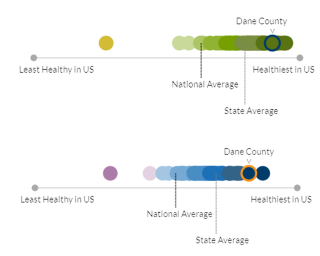 Dane County
Least Healthy in US
Healthiest in US
National Average
State Average
Dane County
Least Healthy in US
Healthiest in US
National Average
State Average